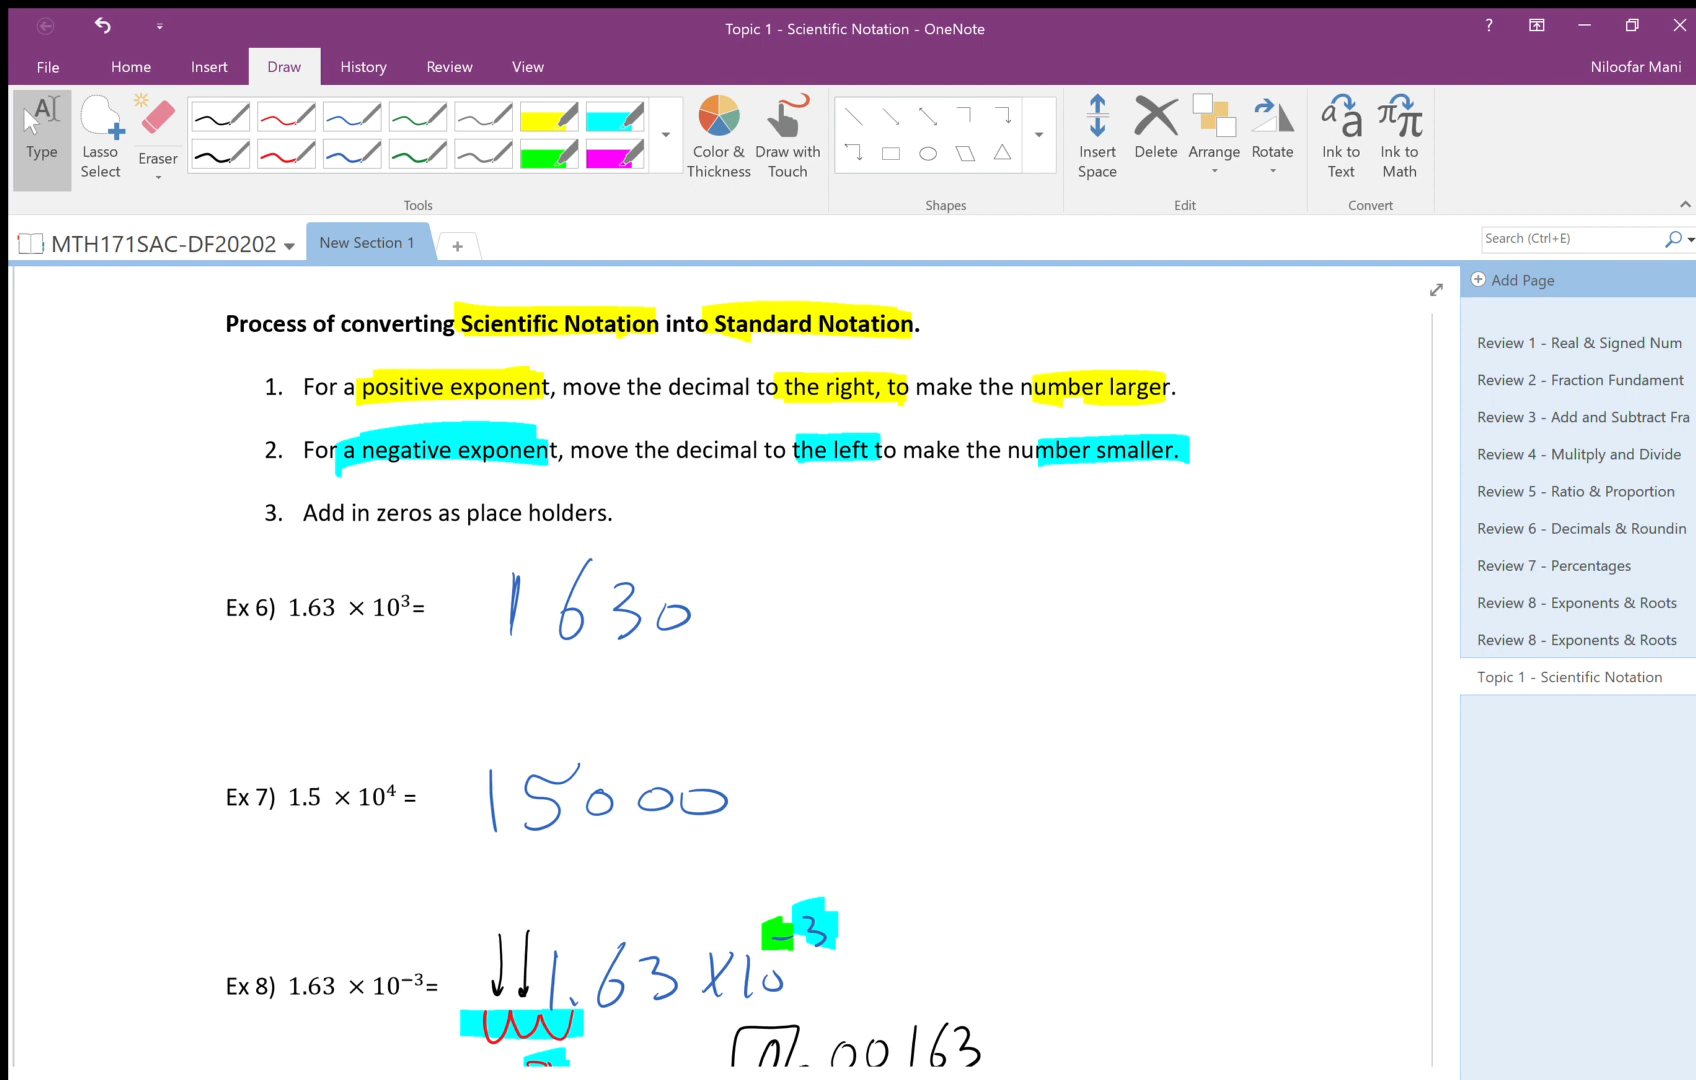 Topic 1 - Scientific Notation - OneNote
?
File Home Insert Draw History Review View
Niloofar Mani
Type
Lasso Select
Eraser
Color & Thickness
Draw with Touch
Insert Space
Delete
Arrange
Rotate
Ink to Text
Ink to Math
Tools Shapes Edit Convert
MTH171SAC-DF20202
New Section 1
+
Search (Ctrl+E)
Process of converting Scientific Notation into Standard Notation.
1. For a positive exponent, move the decimal to the right, to make the number larger.
2. For a negative exponent, move the decimal to the left to make the number smaller.
3. Add in zeros as place holders.
Ex 6) 1.63 × 10³= 1630
Ex 7) 1.5 × 10⁴ = 15000
Ex 8) 1.63 × 10⁻³= 1.63 X 10⁻³
0.00163
Add Page
Review 1 - Real & Signed Num
Review 2 - Fraction Fundament
Review 3 - Add and Subtract Fra
Review 4 - Mulitply and Divide
Review 5 - Ratio & Proportion
Review 6 - Decimals & Roundin
Review 7 - Percentages
Review 8 - Exponents & Roots
Review 8 - Exponents & Roots
Topic 1 - Scientific Notation